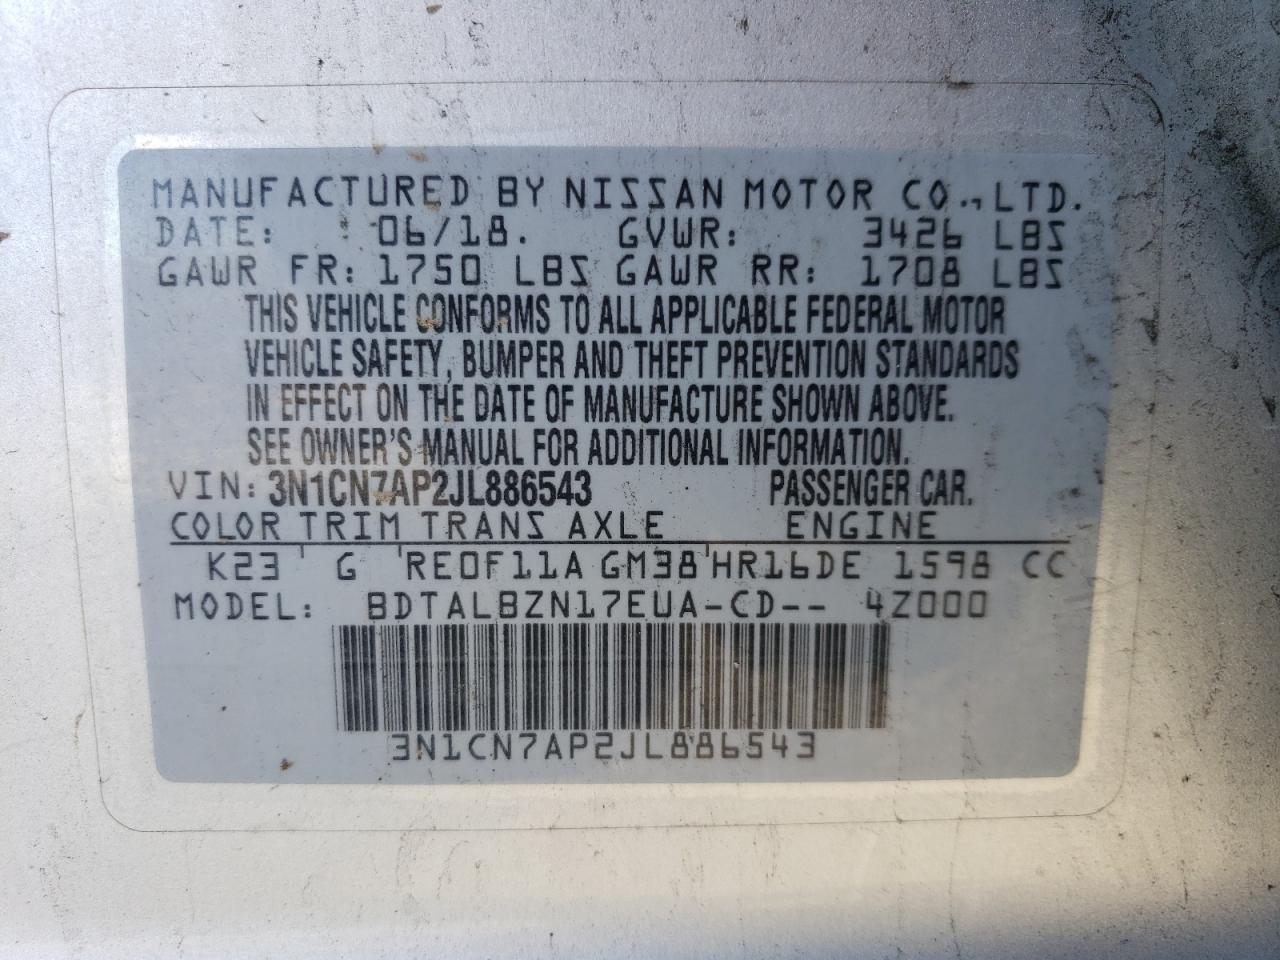 MANUFACTURED BY NISSAN MOTOR CO., LTD.
DATE: 06/18. GVWR: 3426 LBS
GAWR FR: 1750 LBS GAWR RR: 1708 LBS
THIS VEHICLE CONFORMS TO ALL APPLICABLE FEDERAL MOTOR
VEHICLE SAFETY, BUMPER AND THEFT PREVENTION STANDARDS
IN EFFECT ON THE DATE OF MANUFACTURE SHOWN ABOVE.
SEE OWNER'S MANUAL FOR ADDITIONAL INFORMATION.
VIN: 3N1CN7AP2JL886543 PASSENGER CAR.
COLOR TRIM TRANS AXLE ENGINE
K23 G RE0F11A GM38 HR16DE 1598 CC
MODEL: BDTALBZN17EUA-CD-- 4Z000
3N1CN7AP2JL886543